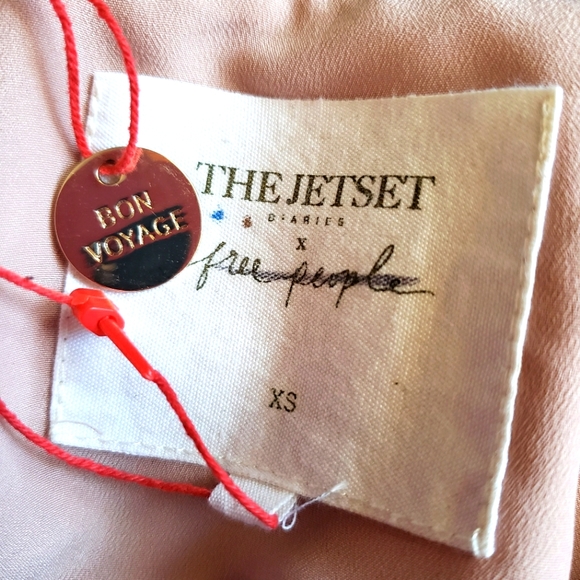 BON
VOYAGE
THE JETSET
DIARIES
X
free people
XS